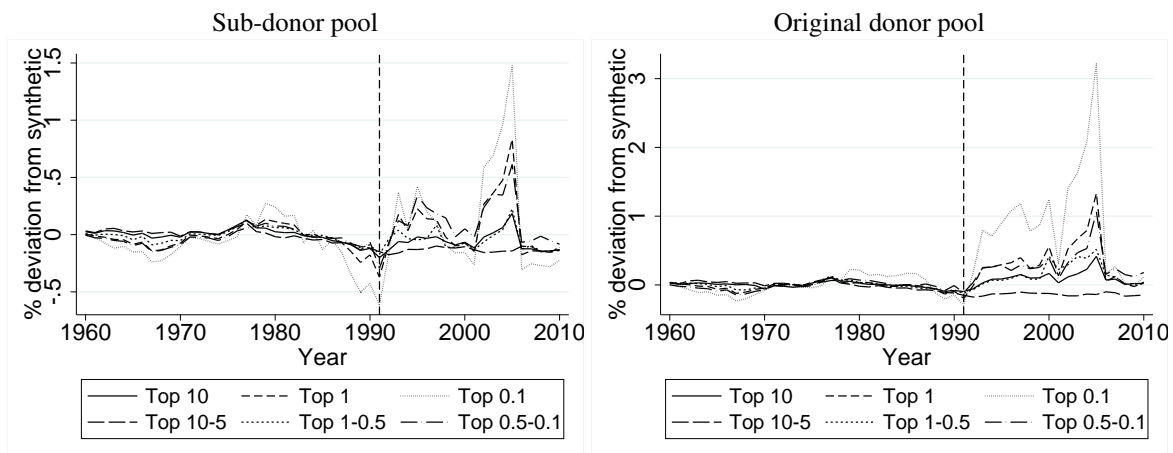 Sub-donor pool
% deviation from synthetic
1.5
1
.5
0
-.5
1960 1970 1980 1990 2000 2010
Year
Top 10 Top 1 Top 0.1
Top 10-5 Top 1-0.5 Top 0.5-0.1
Original donor pool
% deviation from synthetic
3
2
1
0
1960 1970 1980 1990 2000 2010
Year
Top 10 Top 1 Top 0.1
Top 10-5 Top 1-0.5 Top 0.5-0.1